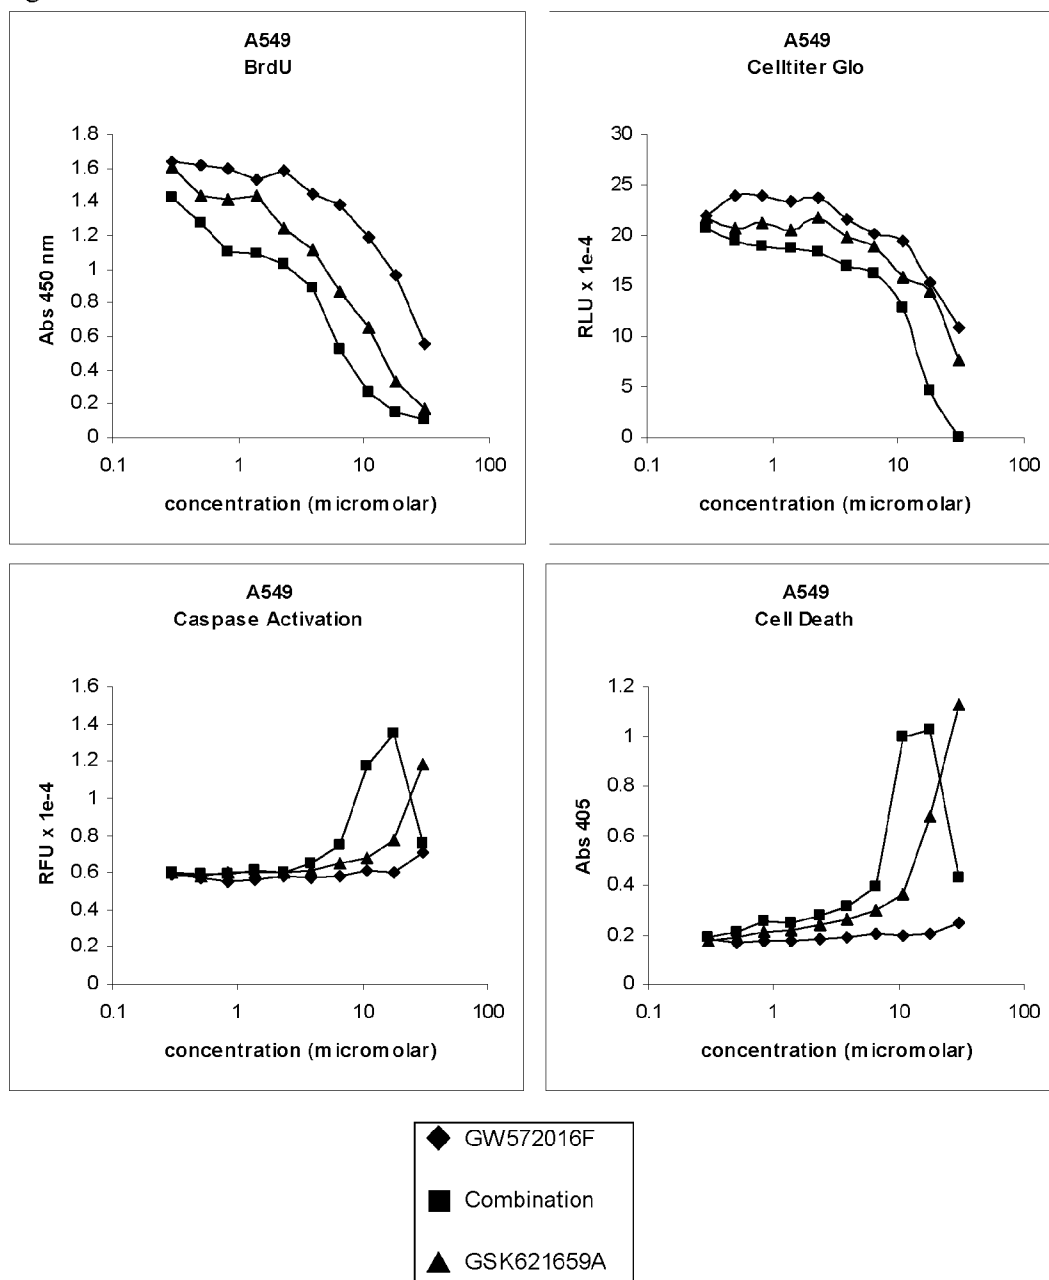 A549
BrdU
1.8
1.6
1.4
1.2
1
0.8
0.6
0.4
0.2
0
Abs 450 nm
0.1 1 10 100
concentration (micromolar)
A549
Celltiter Glo
30
25
20
15
10
5
0
RLU x 1e-4
0.1 1 10 100
concentration (micromolar)
A549
Caspase Activation
1.6
1.4
1.2
1
0.8
0.6
0.4
0.2
0
RFU x 1e-4
0.1 1 10 100
concentration (micromolar)
A549
Cell Death
1.2
1
0.8
0.6
0.4
0.2
0
Abs 405
0.1 1 10 100
concentration (micromolar)
GW572016F
Combination
GSK621659A